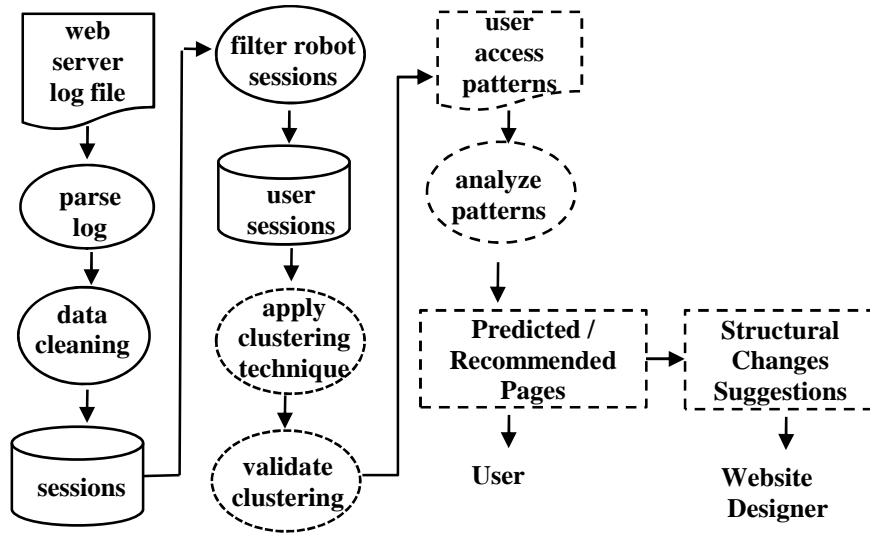 web
server
log file
parse
log
data
cleaning
sessions
filter robot
sessions
user
sessions
apply
clustering
technique
validate
clustering
user
access
patterns
analyze
patterns
Predicted /
Recommended
Pages
User
Structural
Changes
Suggestions
Website
Designer